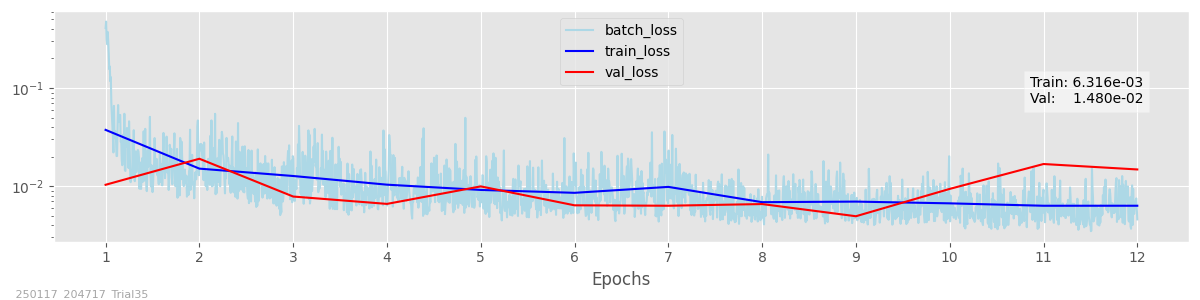 batch_loss
train_loss
val_loss
10⁻¹
Train: 6.316e-03
Val: 1.480e-02
10⁻²
1 2 3 4 5 6 7 8 9 10 11 12
Epochs
250117_204717_Trial35